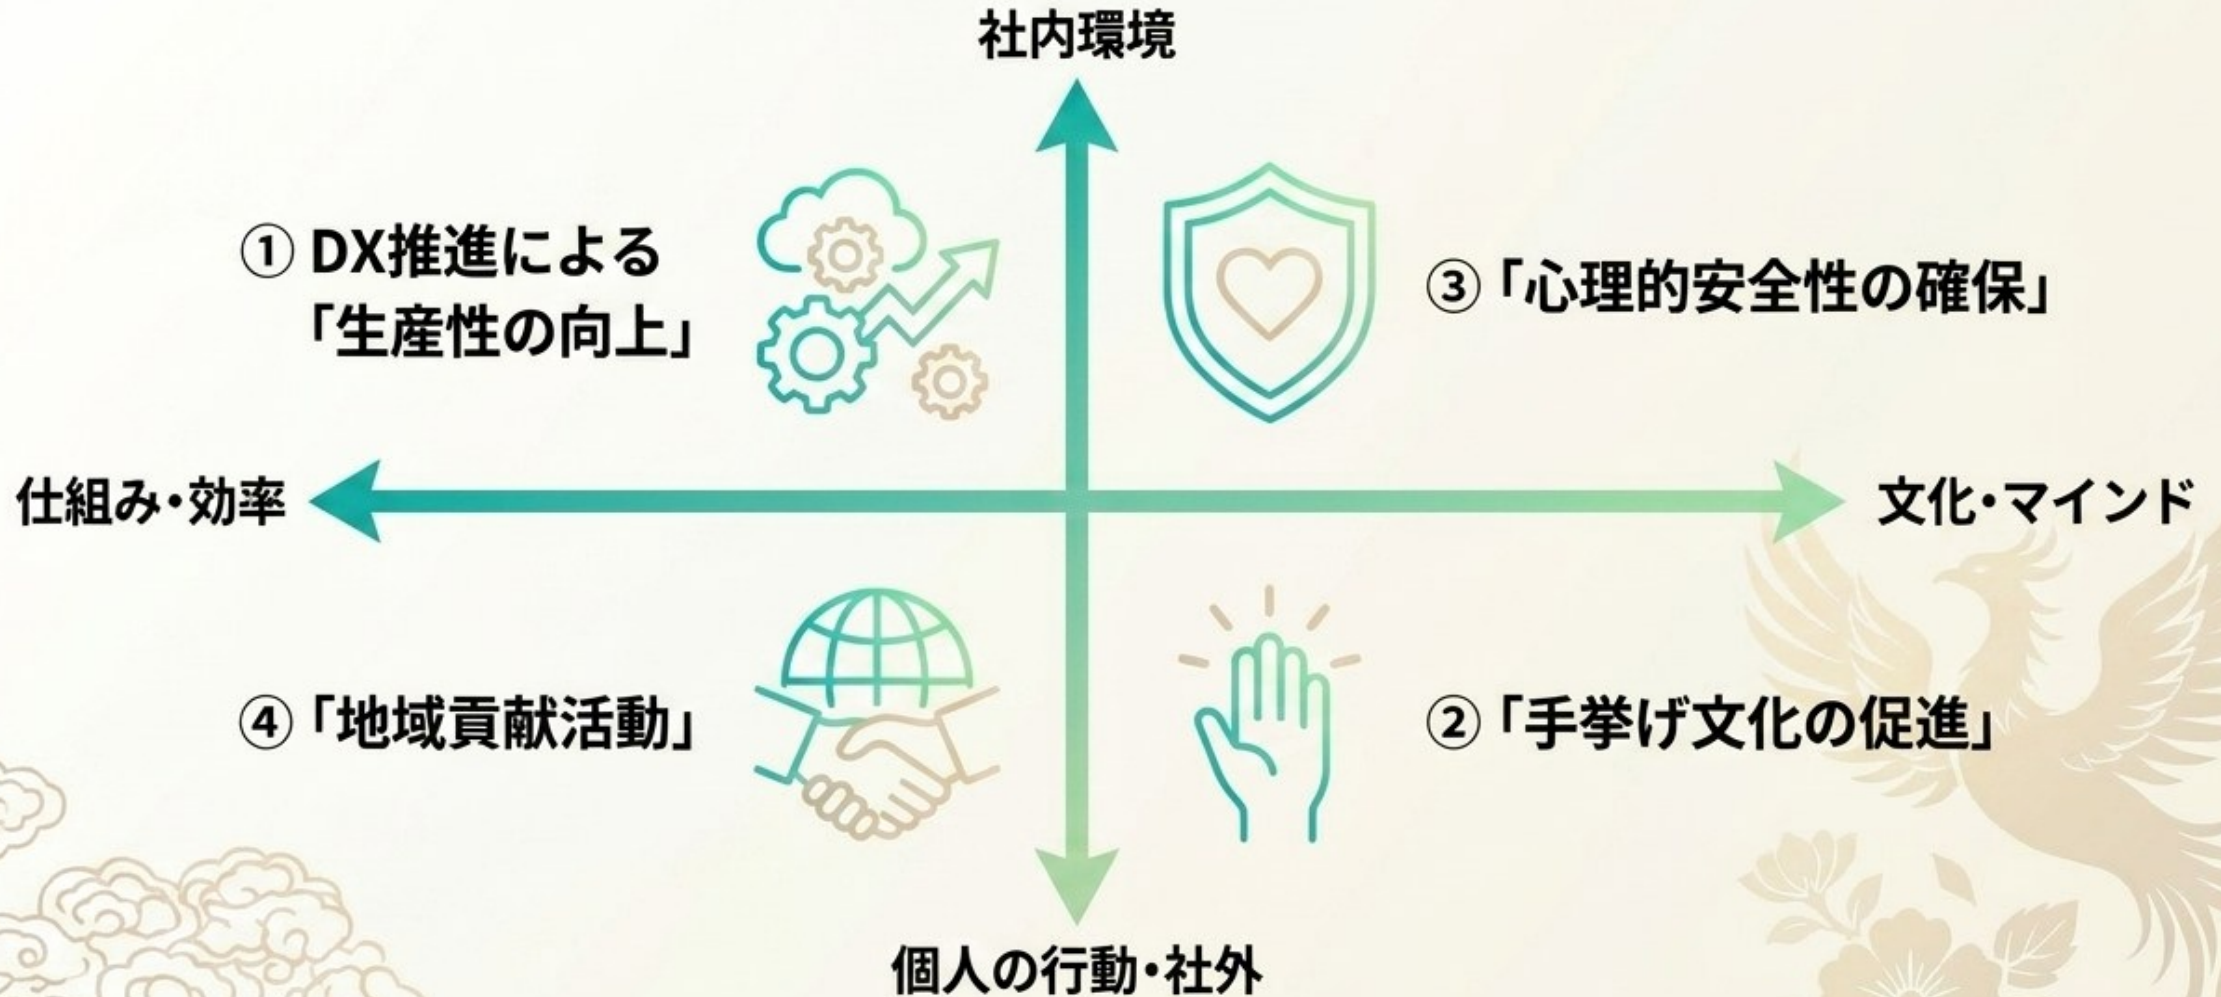 社内環境
① DX推進による
「生産性の向上」
③「心理的安全性の確保」
仕組み・効率
文化・マインド
④「地域貢献活動」
②「手挙げ文化の促進」
個人の行動・社外